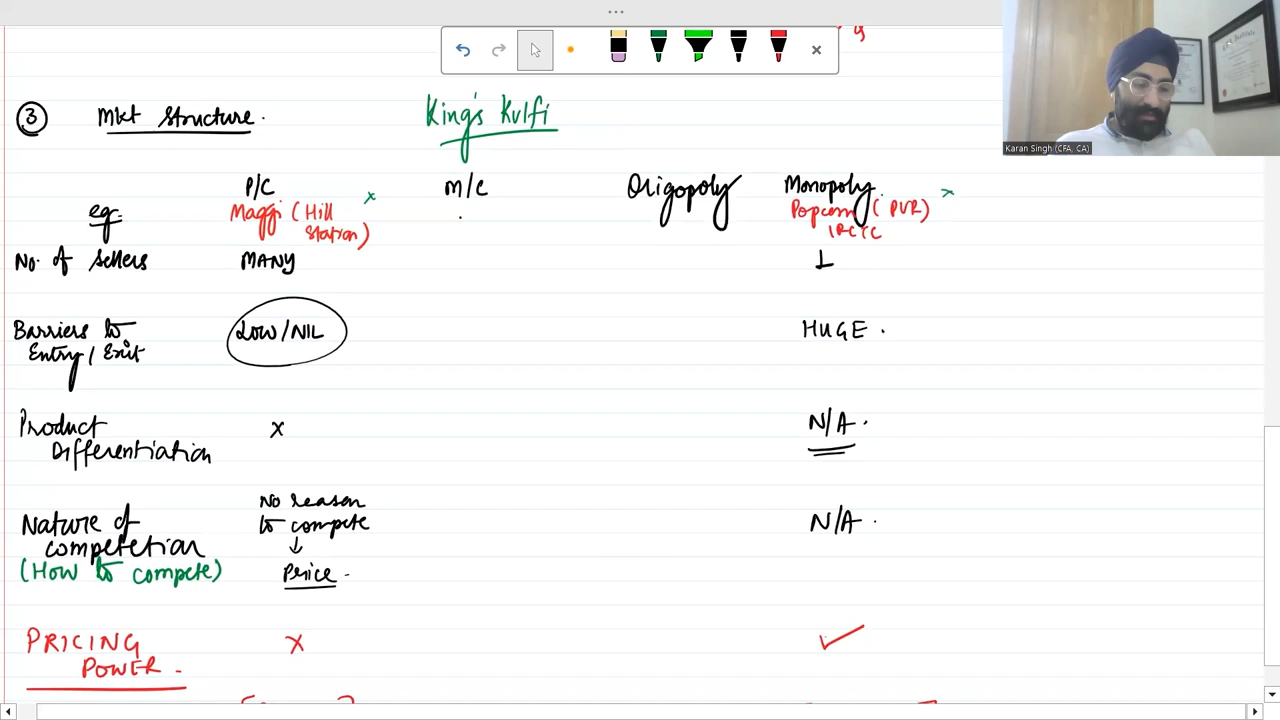 Karan Singh (CFA, CA)
③ Mkt Structure.
King's Kulfi
P/C M/C Oligopoly Monopoly
eg. Maggi (Hill Station) x Popcorn (PVR) x
IRCTC
No. of Sellers MANY 1
Barriers to Entry/Exit LOW/NIL HUGE.
Product Differentiation x N/A.
Nature of competetion (How to compete) No reason to compete ↓ Price. N/A.
PRICING POWER. x ✓